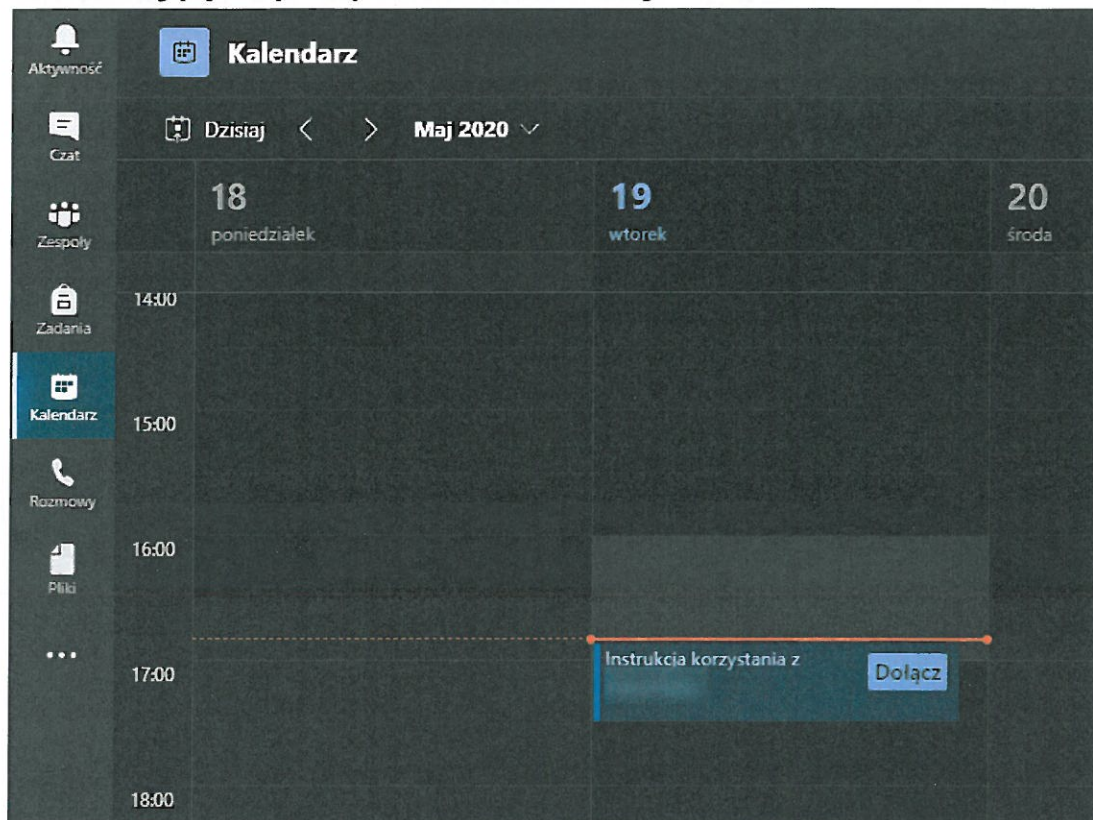 Aktywność
Kalendarz
Dzisiaj
Maj 2020
Czat
18
19
20
poniedziałek
wtorek
środa
Zespoły
14:00
Zadania
Kalendarz
15:00
Rozmowy
16:00
Pliki
Instrukcja korzystania z
Dołącz
17:00
18:00